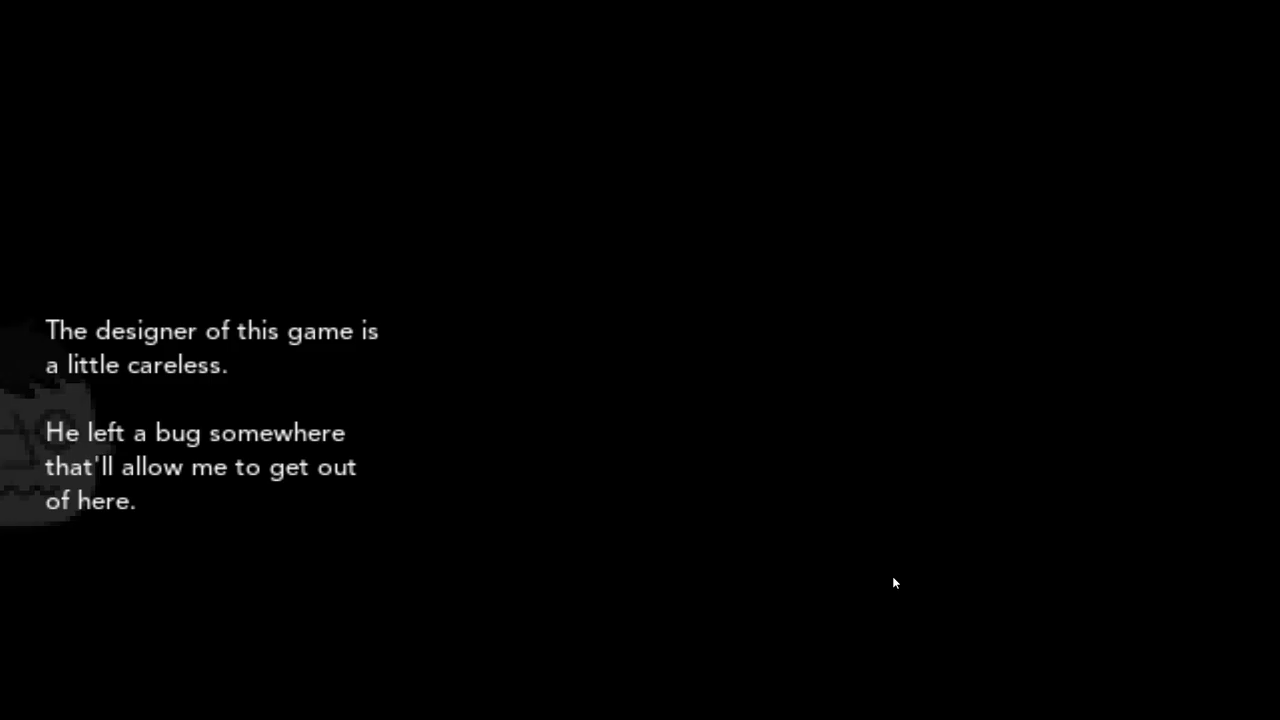 The designer of this game is
a little careless.
He left a bug somewhere
that'll allow me to get out
of here.